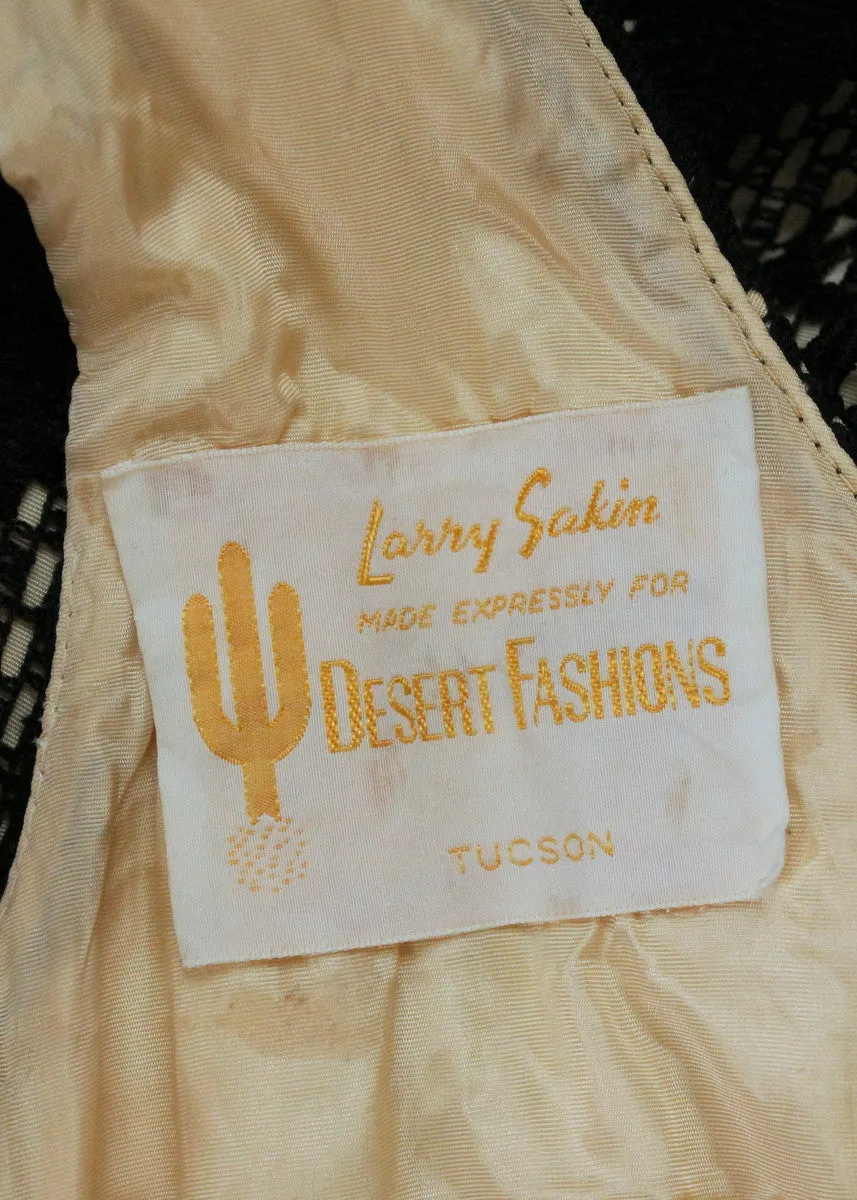 Larry Sakin
MADE EXPRESSLY FOR
DESERT FASHIONS
TUCSON